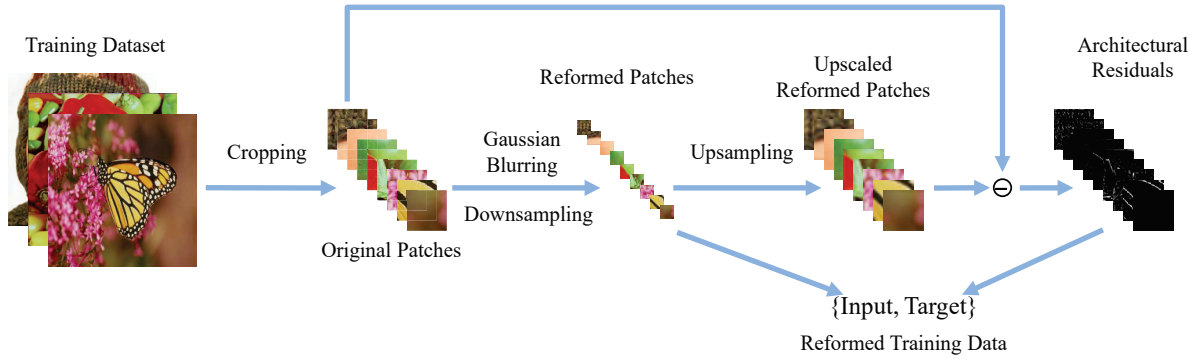 Training Dataset
Cropping
Original Patches
Gaussian
Blurring
Downsampling
Reformed Patches
Upsampling
Upscaled
Reformed Patches
Architectural
Residuals
{Input, Target}
Reformed Training Data